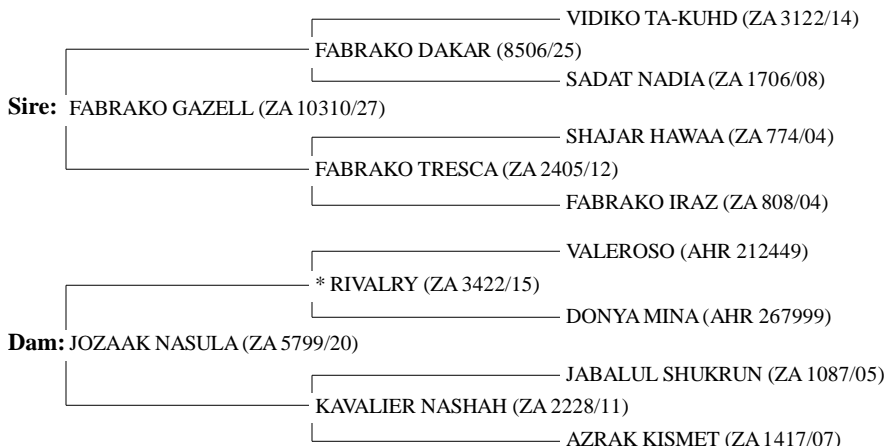 VIDIKO TA-KUHD (ZA 3122/14)
FABRAKO DAKAR (8506/25)
SADAT NADIA (ZA 1706/08)
Sire: FABRAKO GAZELL (ZA 10310/27)
SHAJAR HAWAA (ZA 774/04)
FABRAKO TRESCA (ZA 2405/12)
FABRAKO IRAZ (ZA 808/04)
VALEROSO (AHR 212449)
* RIVALRY (ZA 3422/15)
DONYA MINA (AHR 267999)
Dam: JOZAAK NASULA (ZA 5799/20)
JABALUL SHUKRUN (ZA 1087/05)
KAVALIER NASHAH (ZA 2228/11)
AZRAK KISMET (ZA 1417/07)